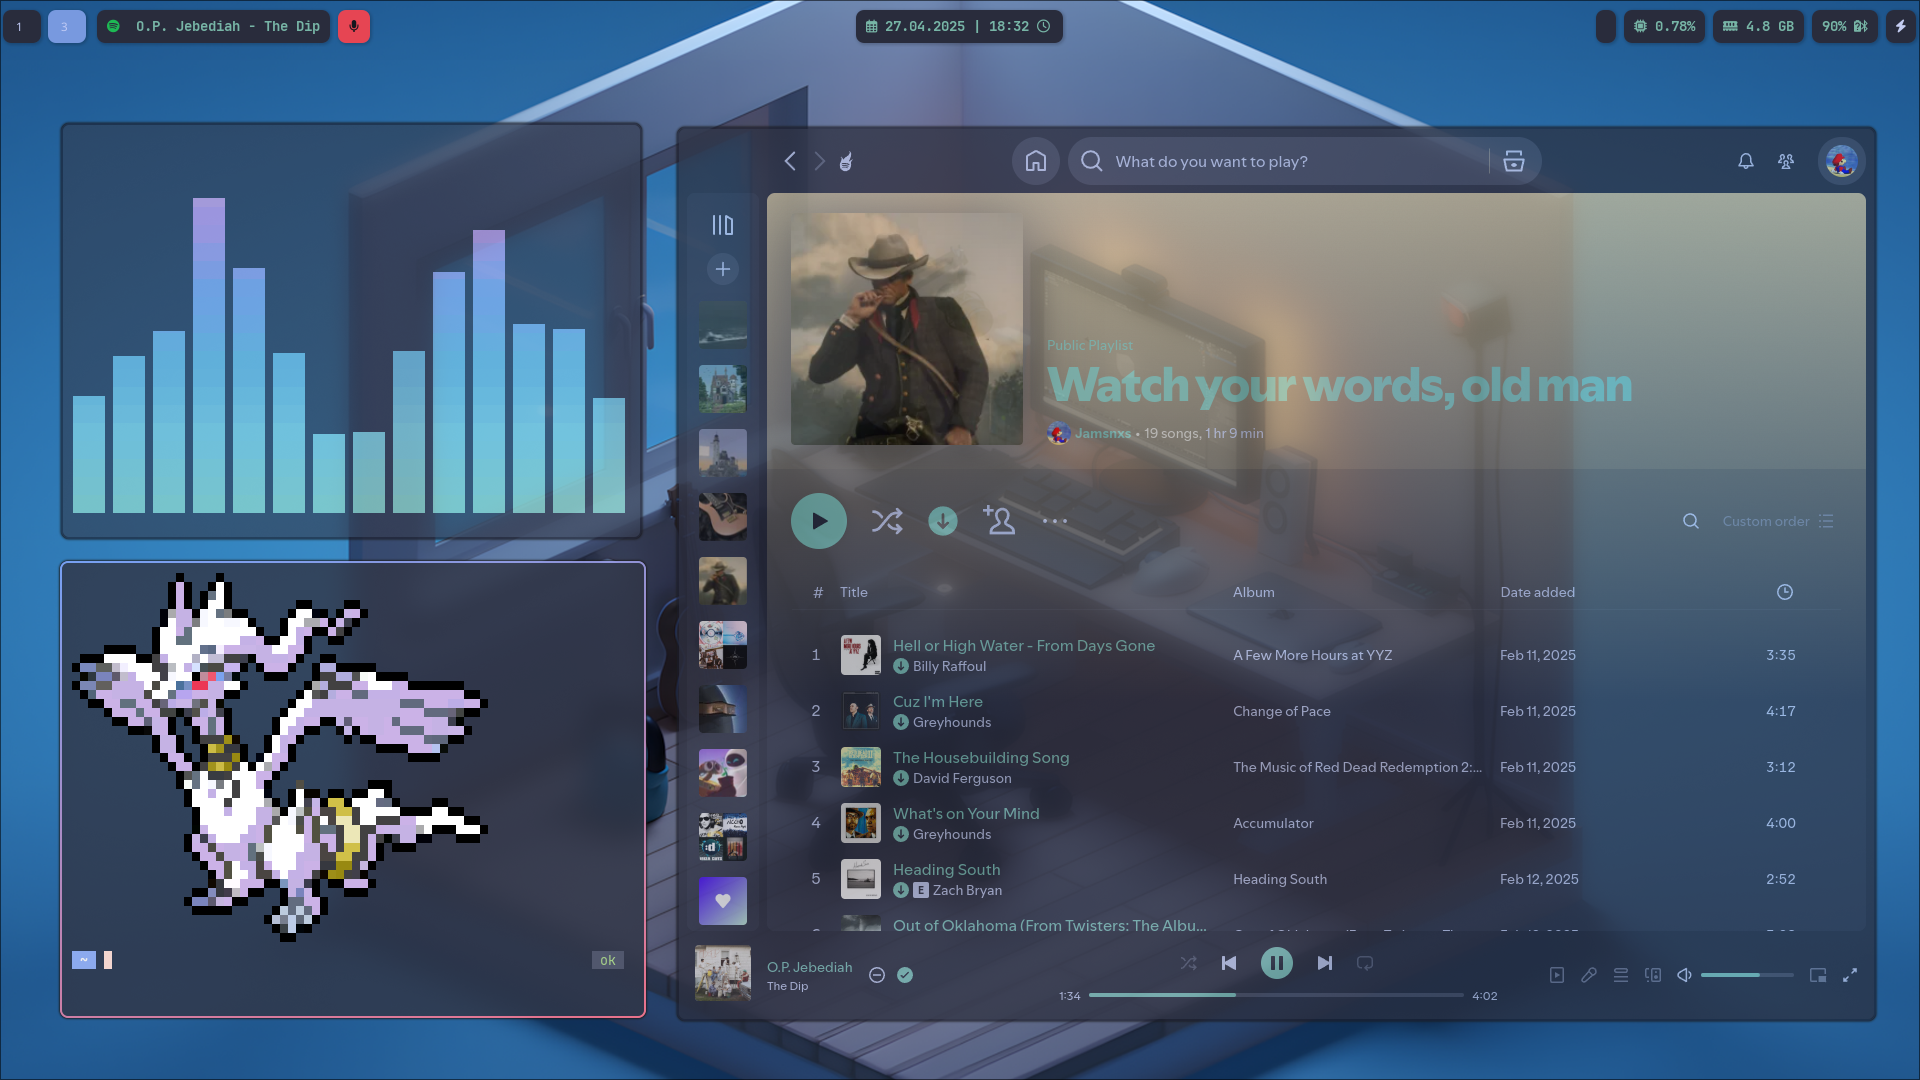 1 3 O.P. Jebediah - The Dip 27.04.2025 | 18:32 0.78% 4.8 GB 90%
What do you want to play?
Public Playlist
Watch your words, old man
Jamsnxs • 19 songs, 1 hr 9 min
Custom order
# Title Album Date added
1 Hell or High Water - From Days Gone A Few More Hours at YYZ Feb 11, 2025 3:35
Billy Raffoul
2 Cuz I'm Here Change of Pace Feb 11, 2025 4:17
Greyhounds
3 The Housebuilding Song The Music of Red Dead Redemption 2:... Feb 11, 2025 3:12
David Ferguson
4 What's on Your Mind Accumulator Feb 11, 2025 4:00
Greyhounds
5 Heading South Heading South Feb 12, 2025 2:52
E Zach Bryan
Out of Oklahoma (From Twisters: The Albu...
~ ok
O.P. Jebediah
The Dip
1:34 4:02